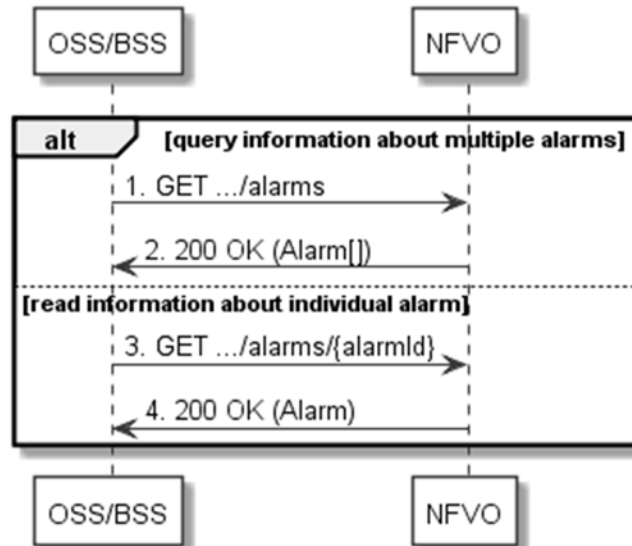 OSS/BSS NFVO
alt [query information about multiple alarms]
1. GET .../alarms
2. 200 OK (Alarm[])
[read information about individual alarm]
3. GET .../alarms/{alarmId}
4. 200 OK (Alarm)
OSS/BSS NFVO